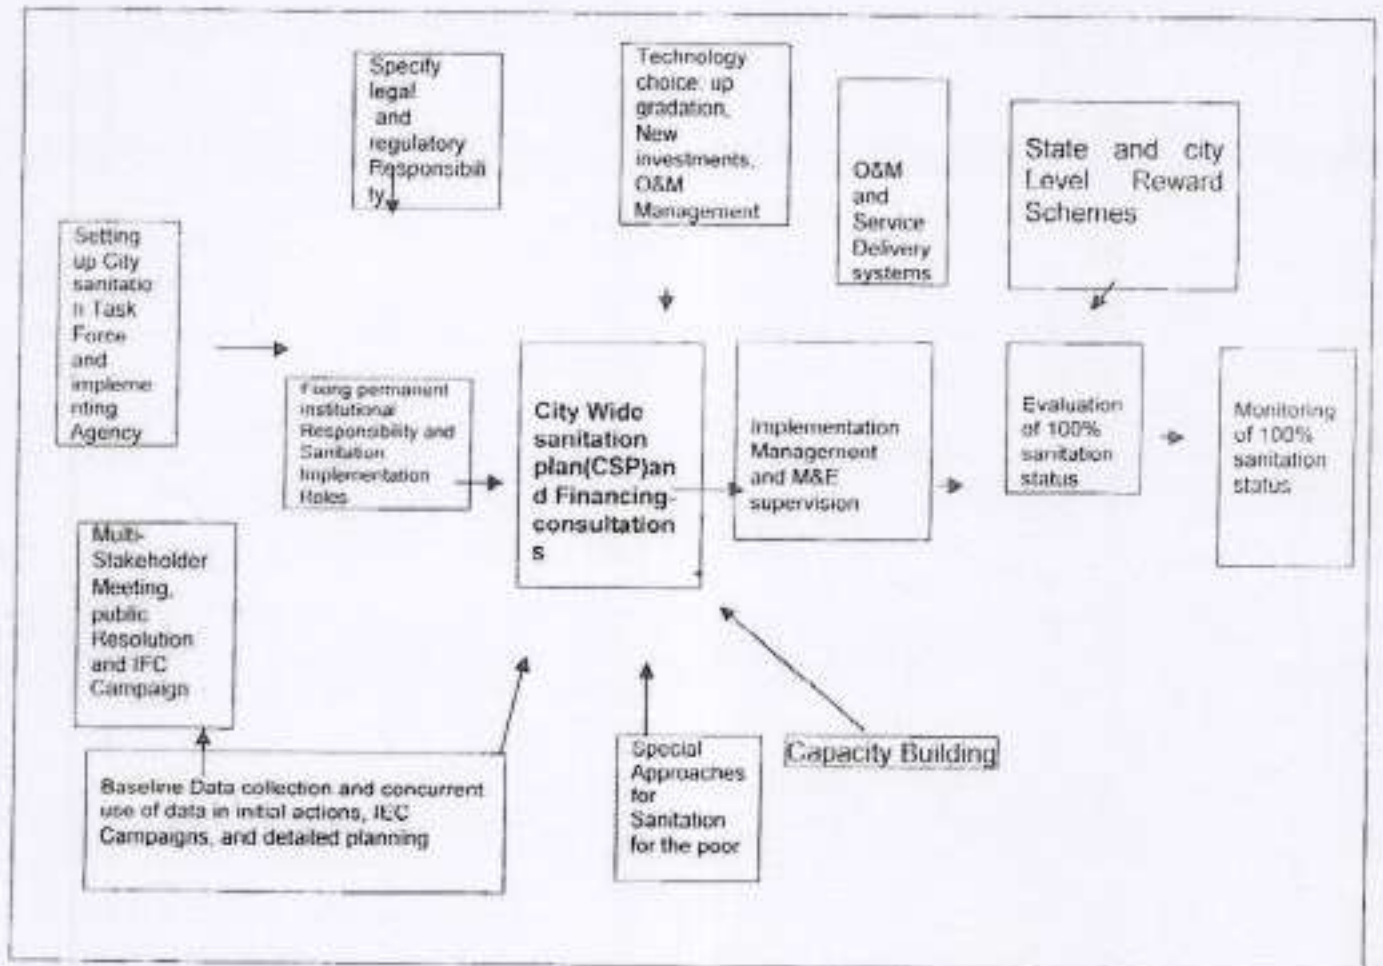 Specify
legal
and
regulatory
Responsibili
ty
Technology
choice, up
gradation,
New
investments,
O&M
Management
O&M
and
Service
Delivery
systems
State and city
Level Reward
Schemes
Setting
up City
sanitatio
n Task
Force
and
impleme
nting
Agency
Fixing permanent
institutional
Responsibility and
Sanitation
Implementation
Roles
City Wide
sanitation
plan(CSP)an
d Financing-
consultation
s
Implementation
Management
and M&E
supervision
Evaluation
of 100%
sanitation
status
Monitoring
of 100%
sanitation
status
Multi-
Stakeholder
Meeting,
public
Resolution
and IEC
Campaign
Baseline Data collection and concurrent
use of data in initial actions, IEC
Campaigns, and detailed planning
Special
Approaches
for
Sanitation
for the poor
Capacity Building